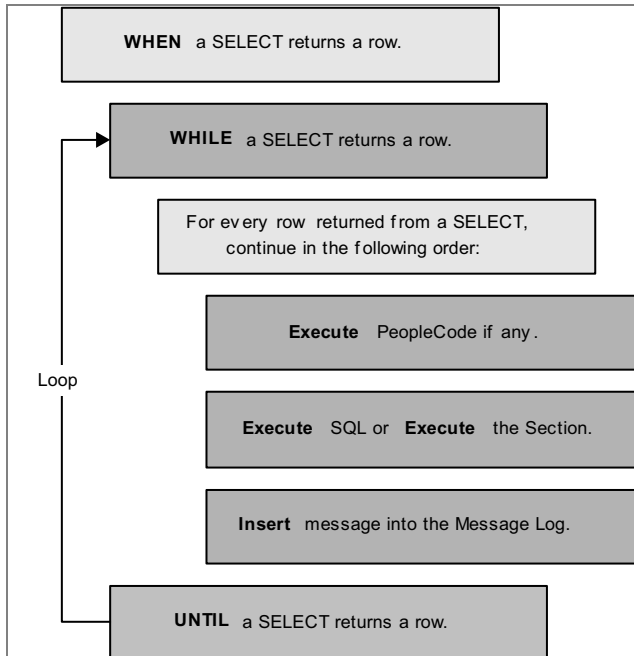 WHEN a SELECT returns a row.
WHILE a SELECT returns a row.
For every row returned from a SELECT,
continue in the following order:
Execute PeopleCode if any.
Loop
Execute SQL or Execute the Section.
Insert message into the Message Log.
UNTIL a SELECT returns a row.